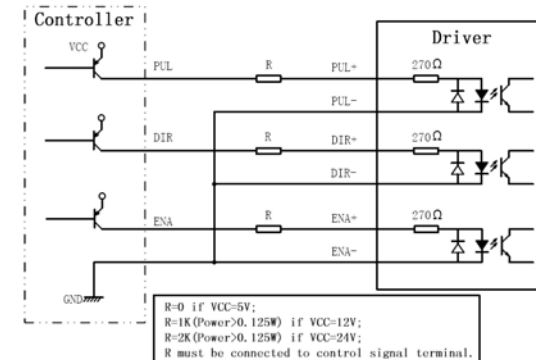 Controller
Driver
VCC
PUL R PUL+ 270Ω
PUL-
DIR R DIR+ 270Ω
DIR-
ENA R ENA+ 270Ω
ENA-
GND
R=0 if VCC=5V;
R=1K(Power>0.125W) if VCC=12V;
R=2K(Power>0.125W) if VCC=24V;
R must be connected to control signal terminal.